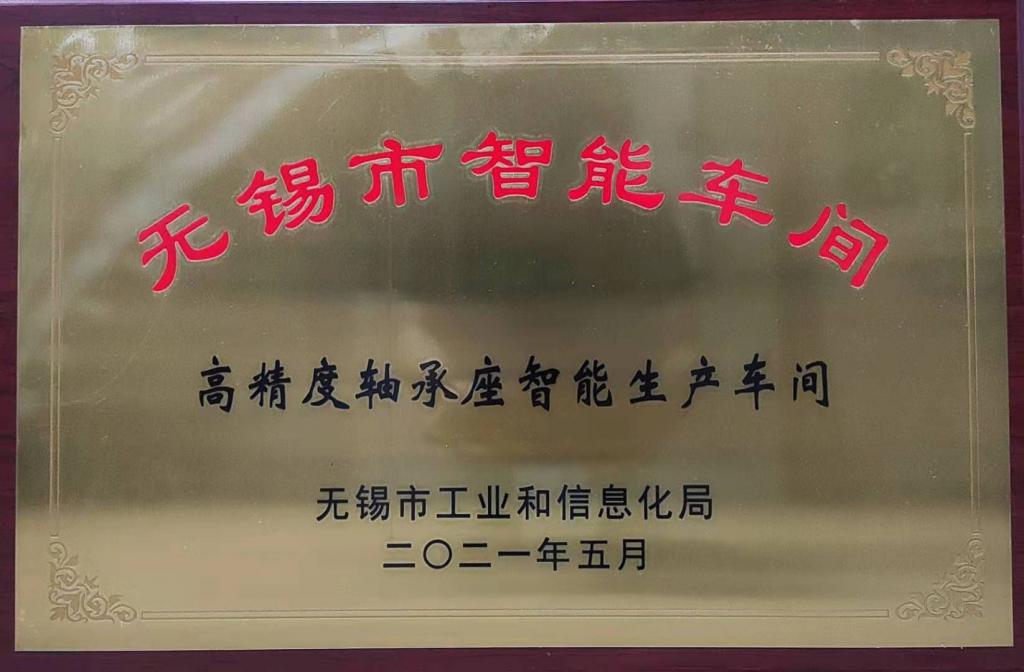 无锡市智能车间
高精度轴承座智能生产车间
无锡市工业和信息化局
二〇二一年五月